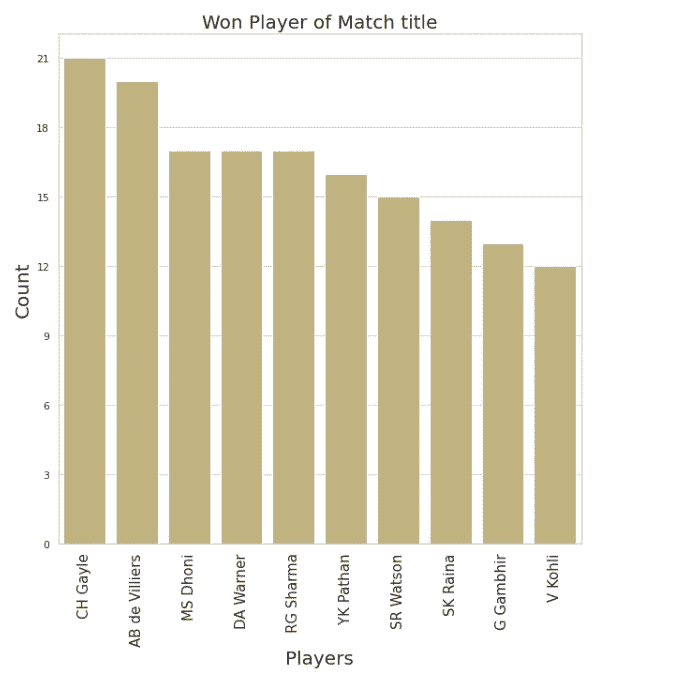 Won Player of Match title
21
18
15
12
9
6
3
0
Count
CH Gayle
AB de Villiers
MS Dhoni
DA Warner
RG Sharma
YK Pathan
SR Watson
SK Raina
G Gambhir
V Kohli
Players